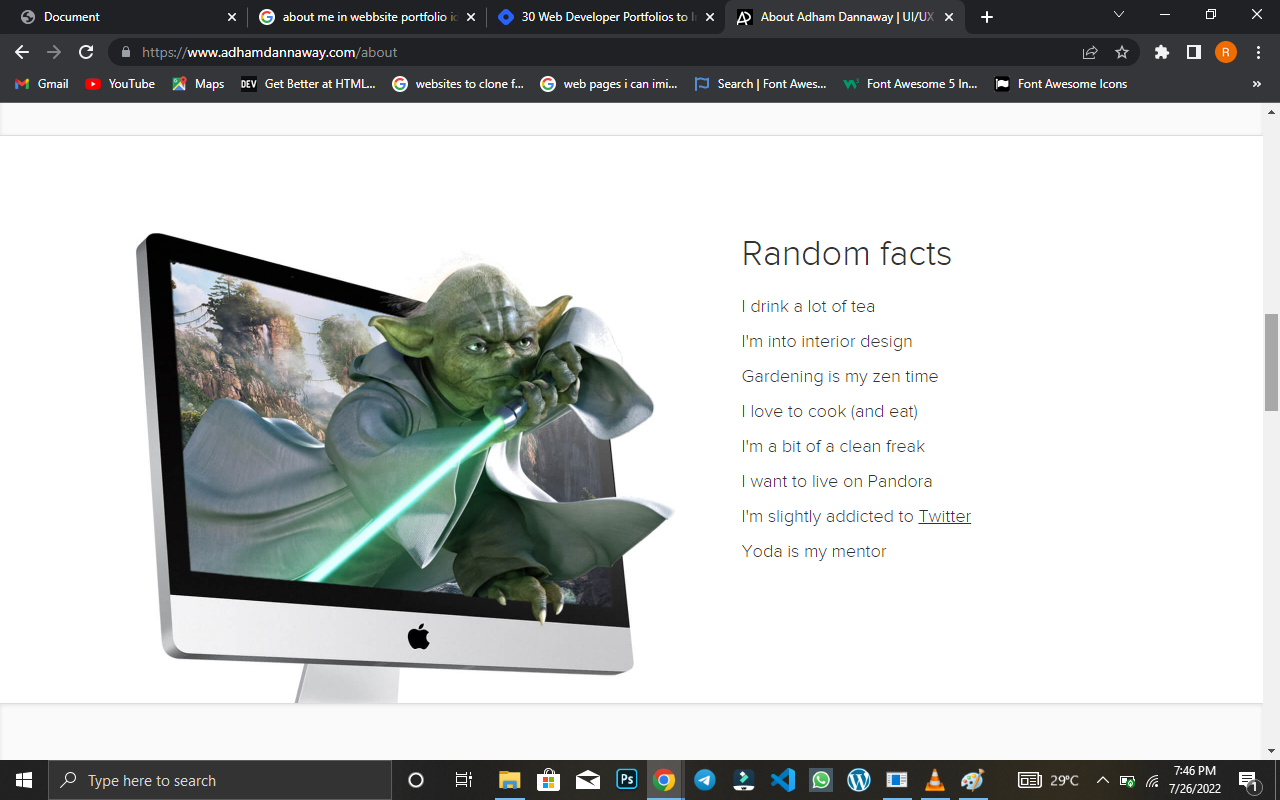 Document
about me in webbsite portfolio
30 Web Developer Portfolios to
About Adham Dannaway | UI/UX
https://www.adhamdannaway.com/about
R
Gmail
YouTube
Maps
DEV
Get Better at HTML...
websites to clone f...
web pages i can imi...
Search | Font Awes...
Font Awesome 5 In...
Font Awesome Icons
»
Random facts
I drink a lot of tea
I'm into interior design
Gardening is my zen time
I love to cook (and eat)
I'm a bit of a clean freak
I want to live on Pandora
I'm slightly addicted to Twitter
Yoda is my mentor
Type here to search
Ps
29°C
7:46 PM
7/26/2022
1